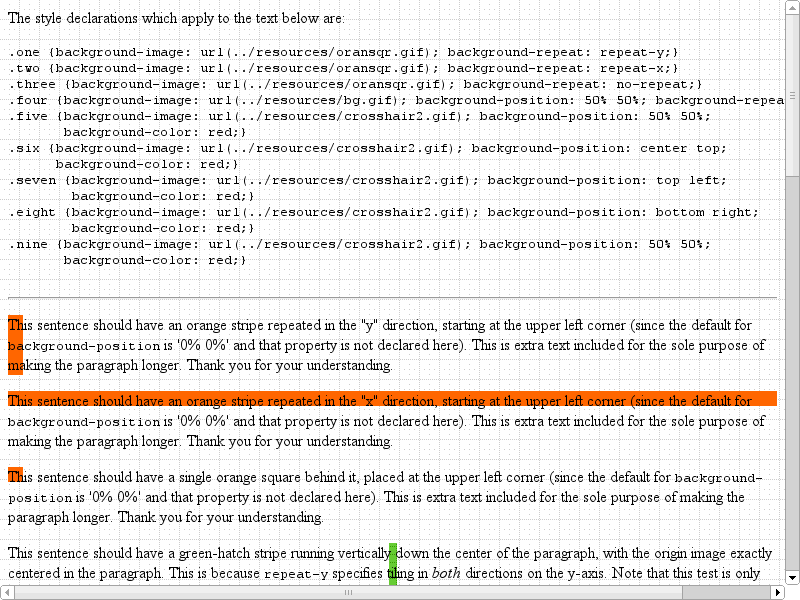 The style declarations which apply to the text below are:
.one {background-image: url(../resources/oransqr.gif); background-repeat: repeat-y;}
.two {background-image: url(../resources/oransqr.gif); background-repeat: repeat-x;}
.three {background-image: url(../resources/oransqr.gif); background-repeat: no-repeat;}
.four {background-image: url(../resources/bg.gif); background-position: 50% 50%; background-repea
.five {background-image: url(../resources/crosshair2.gif); background-position: 50% 50%;
background-color: red;}
.six {background-image: url(../resources/crosshair2.gif); background-position: center top;
background-color: red;}
.seven {background-image: url(../resources/crosshair2.gif); background-position: top left;
background-color: red;}
.eight {background-image: url(../resources/crosshair2.gif); background-position: bottom right;
background-color: red;}
.nine {background-image: url(../resources/crosshair2.gif); background-position: 50% 50%;
background-color: red;}
This sentence should have an orange stripe repeated in the "y" direction, starting at the upper left corner (since the default for
background-position is '0% 0%' and that property is not declared here). This is extra text included for the sole purpose of
making the paragraph longer. Thank you for your understanding.
This sentence should have an orange stripe repeated in the "x" direction, starting at the upper left corner (since the default for
background-position is '0% 0%' and that property is not declared here). This is extra text included for the sole purpose of
making the paragraph longer. Thank you for your understanding.
This sentence should have a single orange square behind it, placed at the upper left corner (since the default for background-
position is '0% 0%' and that property is not declared here). This is extra text included for the sole purpose of making the
paragraph longer. Thank you for your understanding.
This sentence should have a green-hatch stripe running vertically down the center of the paragraph, with the origin image exactly
centered in the paragraph. This is because repeat-y specifies tiling in both directions on the y-axis. Note that this test is only